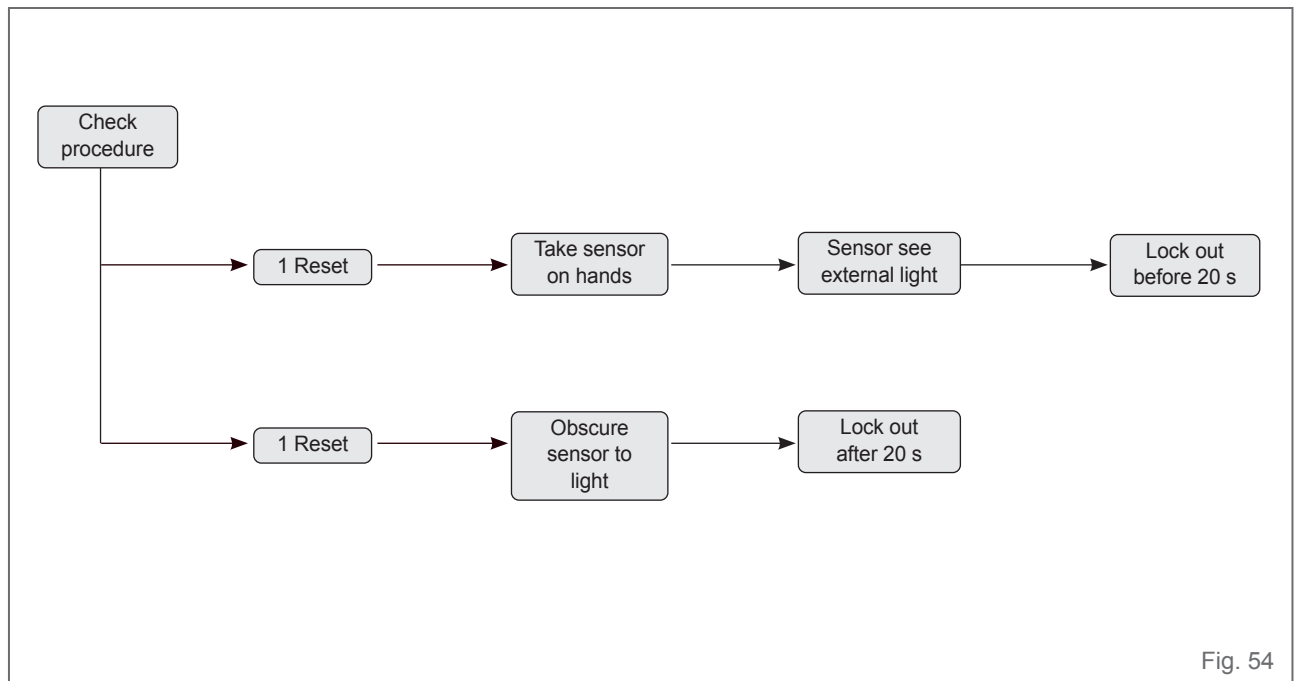 Check
procedure
1 Reset
Take sensor
on hands
Sensor see
external light
Lock out
before 20 s
1 Reset
Obscure
sensor to
light
Lock out
after 20 s
Fig. 54